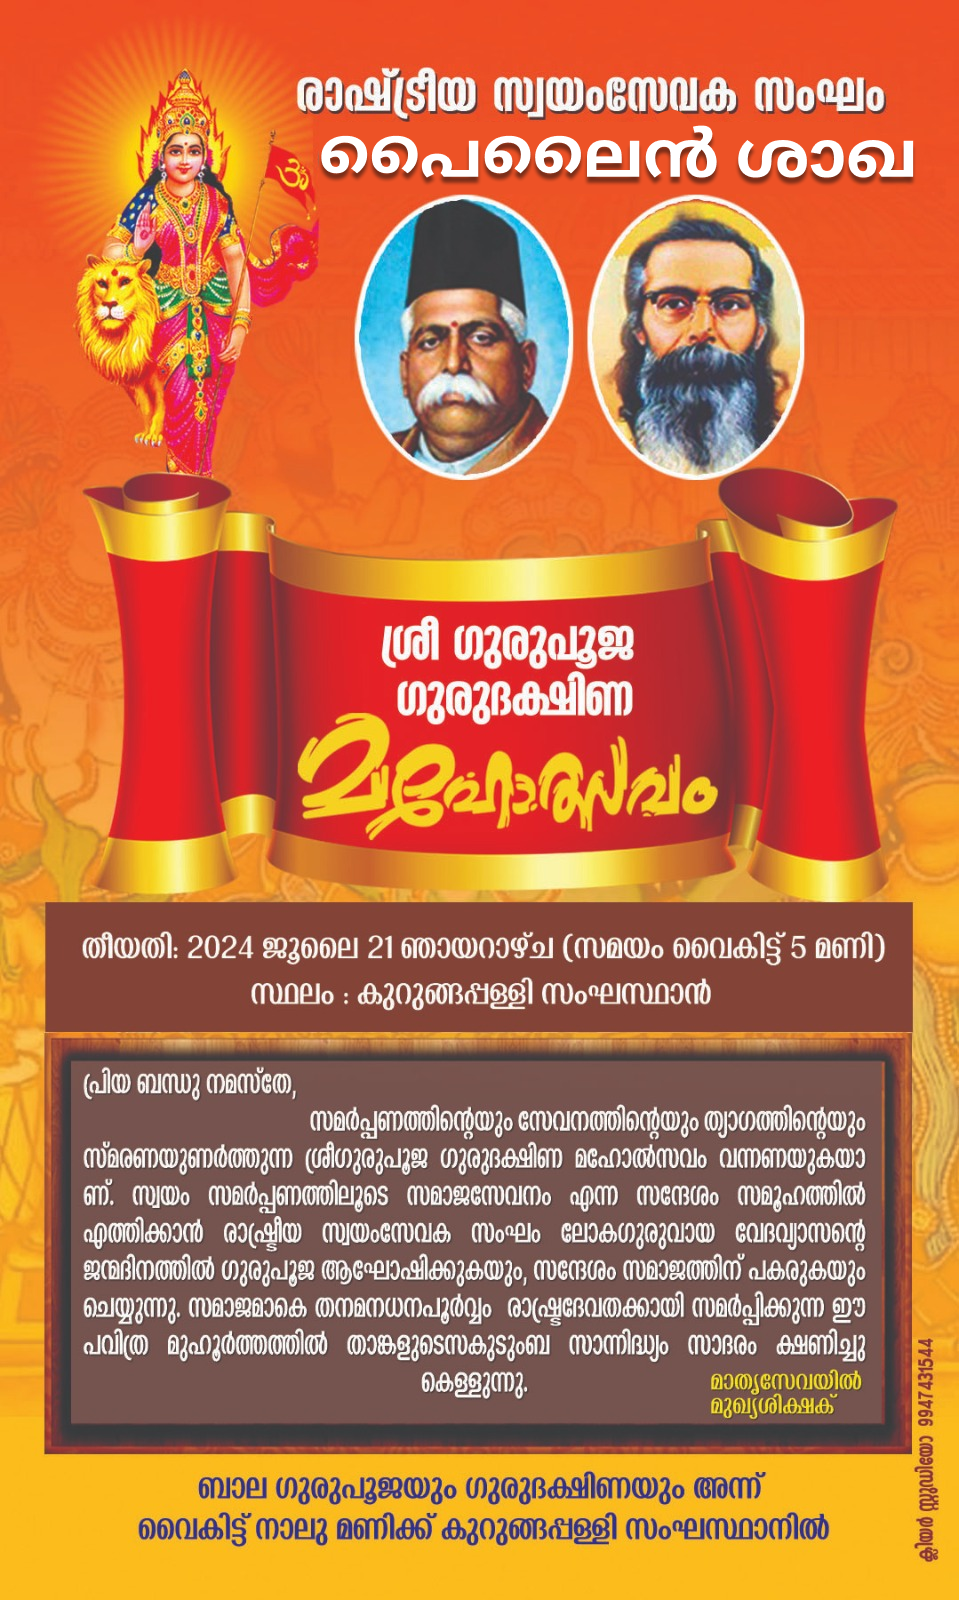 രാഷ്ട്രീയ സ്വയംസേവക സംഘം
പൈലൈൻ ശാഖ
ശ്രീ ഗുരുപൂജ
ഗുരുദക്ഷിണ
മഹോത്സവം
തീയതി: 2024 ജൂലൈ 21 ഞായറാഴ്ച (സമയം വൈകിട്ട് 5 മണി)
സ്ഥലം : കുറുങ്ങപ്പള്ളി സംഘസ്ഥാൻ
പ്രിയ ബന്ധു നമസ്തേ,
സമർപ്പണത്തിന്റെയും സേവനത്തിന്റെയും ത്യാഗത്തിന്റെയും
സ്മരണയുണർത്തുന്ന ശ്രീഗുരുപൂജ ഗുരുദക്ഷിണ മഹോൽസവം വന്നണയുകയാ
ണ്. സ്വയം സമർപ്പണത്തിലൂടെ സമാജസേവനം എന്ന സന്ദേശം സമൂഹത്തിൽ
എത്തിക്കാൻ രാഷ്ട്രീയ സ്വയംസേവക സംഘം ലോകഗുരുവായ വേദവ്യാസന്റെ
ജന്മദിനത്തിൽ ഗുരുപൂജ ആഘോഷിക്കുകയും, സന്ദേശം സമാജത്തിന് പകരുകയും
ചെയ്യുന്നു. സമാജമാകെ തനമനധനപൂർവ്വം രാഷ്ട്രദേവതക്കായി സമർപ്പിക്കുന്ന ഈ
പവിത്ര മുഹൂർത്തത്തിൽ താങ്കളുടെസകുടുംബ സാന്നിദ്ധ്യം സാദരം ക്ഷണിച്ചു
കെള്ളുന്നു.
മാതൃസേവയിൽ
മുഖ്യശിക്ഷക്
ബാല ഗുരുപൂജയും ഗുരുദക്ഷിണയും അന്ന്
വൈകിട്ട് നാലു മണിക്ക് കുറുങ്ങപ്പള്ളി സംഘസ്ഥാനിൽ
ക്ലിയർ സ്റ്റുഡിയോ 9947431544